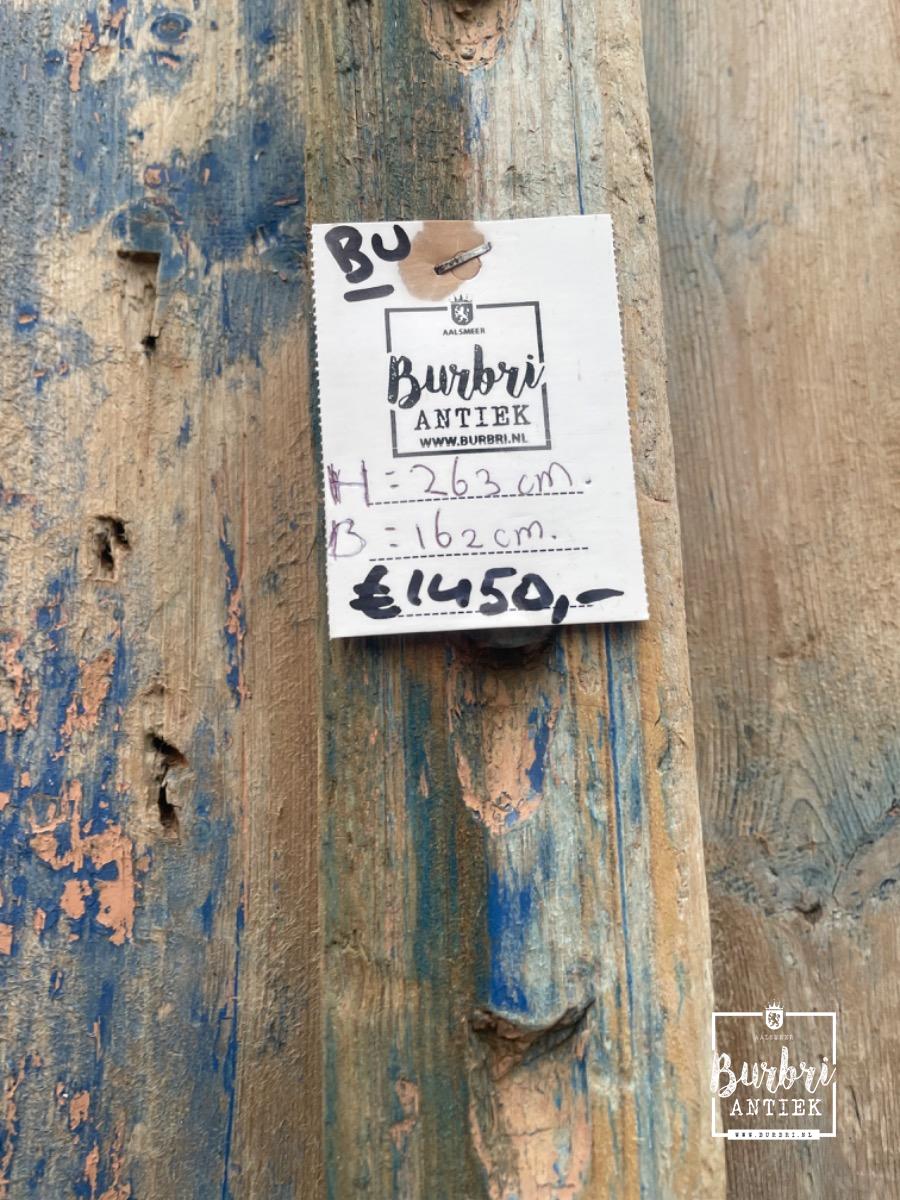 BU
AALSMEER
Burbri
ANTIEK
WWW.BURBRI.NL
H = 263 cm.
B = 162 cm.
€1450,-
AALSMEER
Burbri
ANTIEK
WWW.BURBRI.NL